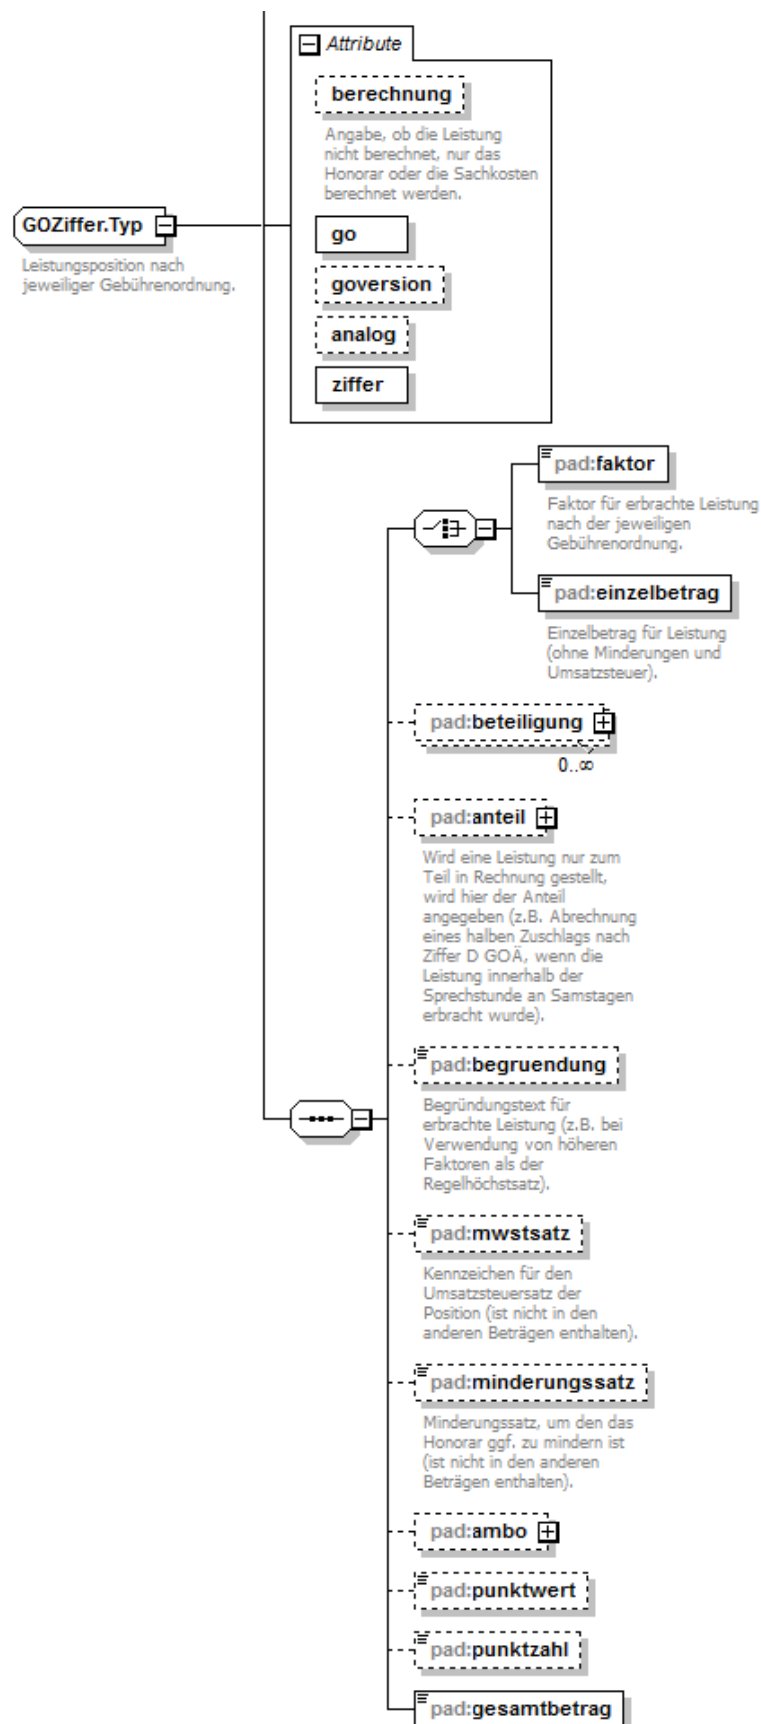 Attribute
berechnung
Angabe, ob die Leistung
nicht berechnet, nur das
Honorar oder die Sachkosten
berechnet werden.
GOZiffer.Typ
Leistungsposition nach
jeweiliger Gebührenordnung.
go
goversion
analog
ziffer
pad:faktor
Faktor für erbrachte Leistung
nach der jeweiligen
Gebührenordnung.
pad:einzelbetrag
Einzelbetrag für Leistung
(ohne Minderungen und
Umsatzsteuer).
pad:beteiligung
0..∞
pad:anteil
Wird eine Leistung nur zum
Teil in Rechnung gestellt,
wird hier der Anteil
angegeben (z.B. Abrechnung
eines halben Zuschlags nach
Ziffer D GOÄ, wenn die
Leistung innerhalb der
Sprechstunde an Samstagen
erbracht wurde).
pad:begruendung
Begründungstext für
erbrachte Leistung (z.B. bei
Verwendung von höheren
Faktoren als der
Regelhöchstsatz).
pad:mwstsatz
Kennzeichen für den
Umsatzsteuersatz der
Position (ist nicht in den
anderen Beträgen enthalten).
pad:minderungssatz
Minderungssatz, um den das
Honorar ggf. zu mindern ist
(ist nicht in den anderen
Beträgen enthalten).
pad:ambo
pad:punktwert
pad:punktzahl
pad:gesamtbetrag